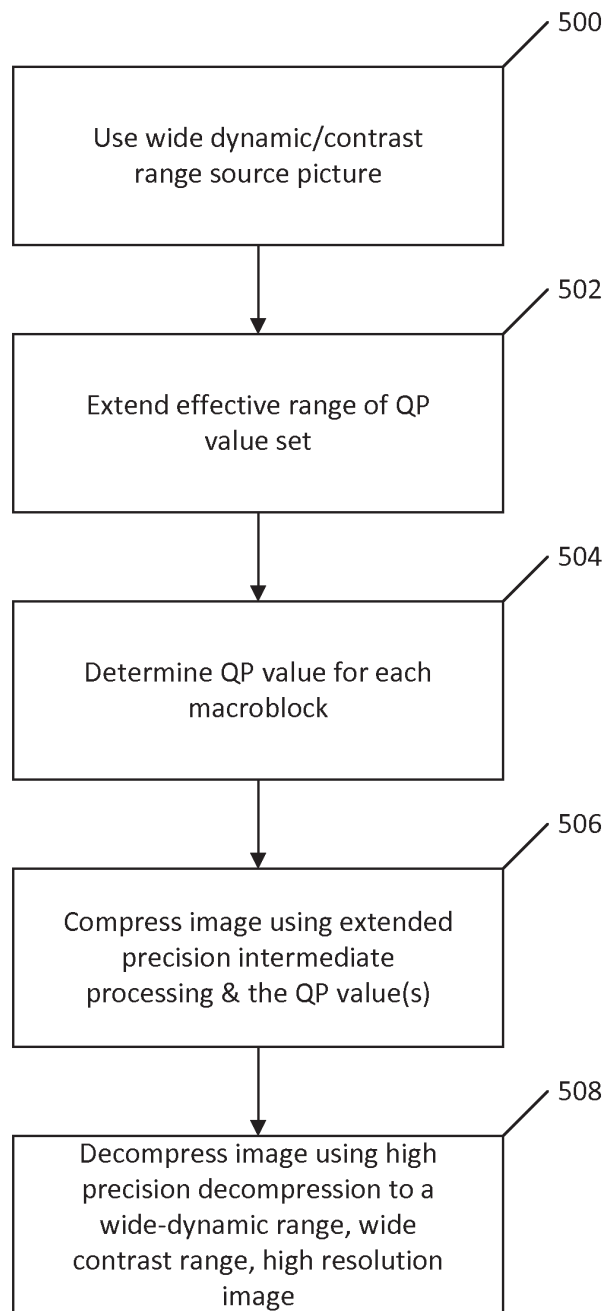 500
Use wide dynamic/contrast
range source picture
502
Extend effective range of QP
value set
504
Determine QP value for each
macroblock
506
Compress image using extended
precision intermediate
processing & the QP value(s)
508
Decompress image using high
precision decompression to a
wide-dynamic range, wide
contrast range, high resolution
image